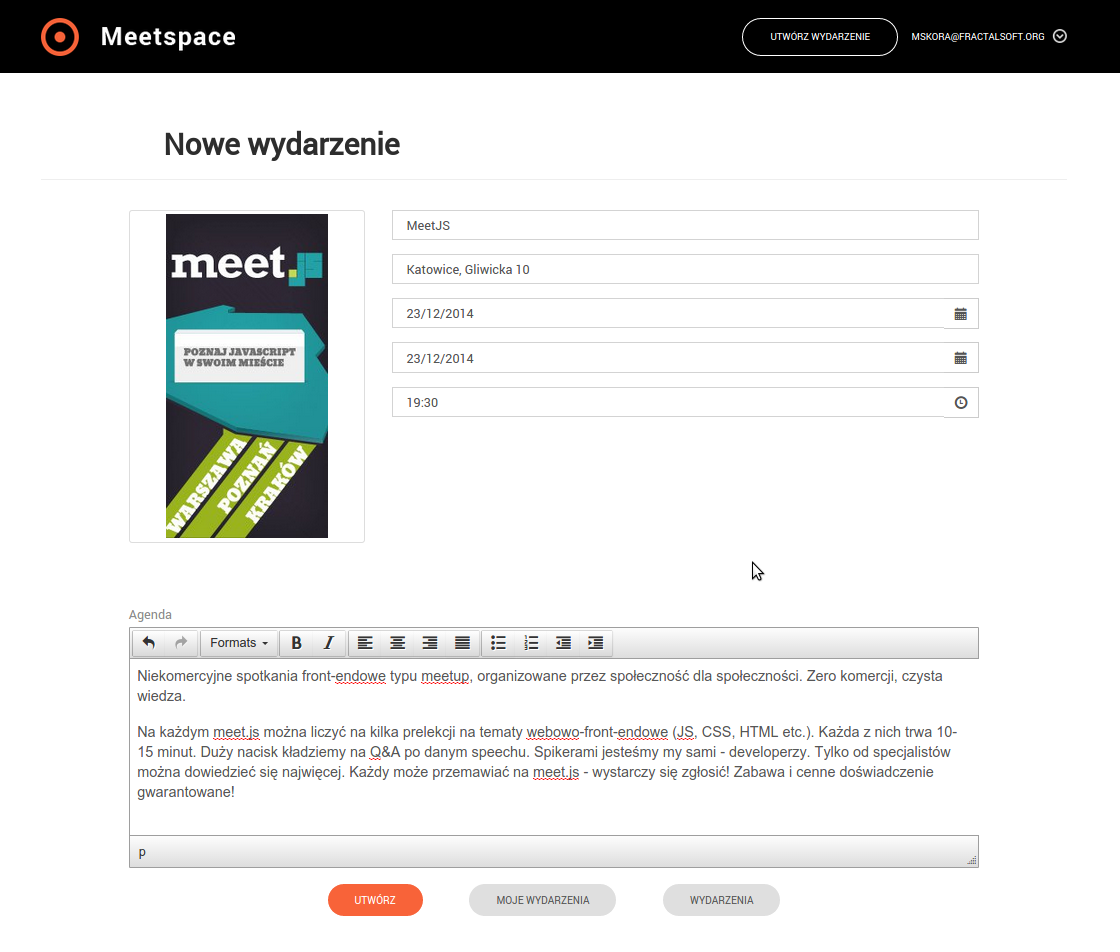 Meetspace
UTWÓRZ WYDARZENIE
MSKORA@FRACTALSOFT.ORG
Nowe wydarzenie
meet.js
POZNAJ JAVASCRIPT
W SWOIM MIEŚCIE
WARSZAWA
POZNAŃ
KRAKÓW
MeetJS
Katowice, Gliwicka 10
23/12/2014
23/12/2014
19:30
Agenda
Formats
B
I
Niekomercyjne spotkania front-endowe typu meetup, organizowane przez społeczność dla społeczności. Zero komercji, czysta
wiedza.
Na każdym meet.js można liczyć na kilka prelekcji na tematy webowo-front-endowe (JS, CSS, HTML etc.). Każda z nich trwa 10-
15 minut. Duży nacisk kładziemy na Q&A po danym speechu. Spikerami jesteśmy my sami - developerzy. Tylko od specjalistów
można dowiedzieć się najwięcej. Każdy może przemawiać na meet.js - wystarczy się zgłosić! Zabawa i cenne doświadczenie
gwarantowane!
p
UTWÓRZ
MOJE WYDARZENIA
WYDARZENIA